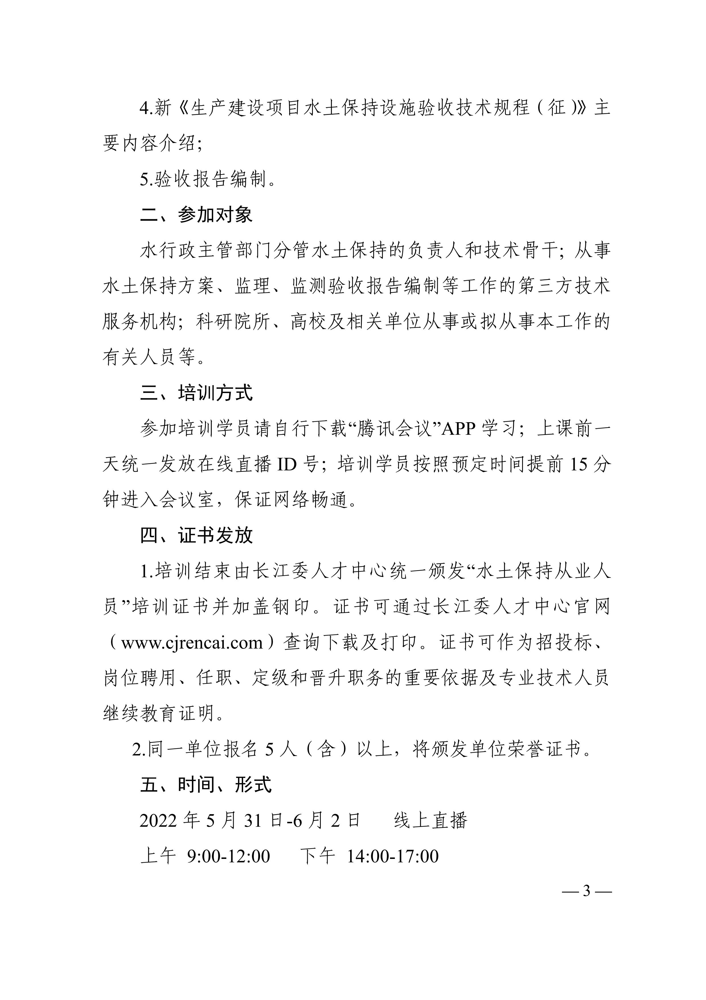 4.新《生产建设项目水土保持设施验收技术规程（征）》主
要内容介绍；
5.验收报告编制。
二、参加对象
水行政主管部门分管水土保持的负责人和技术骨干；从事
水土保持方案、监理、监测验收报告编制等工作的第三方技术
服务机构；科研院所、高校及相关单位从事或拟从事本工作的
有关人员等。
三、培训方式
参加培训学员请自行下载“腾讯会议”APP 学习；上课前一
天统一发放在线直播 ID 号；培训学员按照预定时间提前 15 分
钟进入会议室，保证网络畅通。
四、证书发放
1.培训结束由长江委人才中心统一颁发“水土保持从业人
员”培训证书并加盖钢印。证书可通过长江委人才中心官网
（www.cjrencai.com）查询下载及打印。证书可作为招投标、
岗位聘用、任职、定级和晋升职务的重要依据及专业技术人员
继续教育证明。
2.同一单位报名 5 人（含）以上，将颁发单位荣誉证书。
五、时间、形式
2022 年 5 月 31 日-6 月 2 日 线上直播
上午 9:00-12:00 下午 14:00-17:00
— 3 —